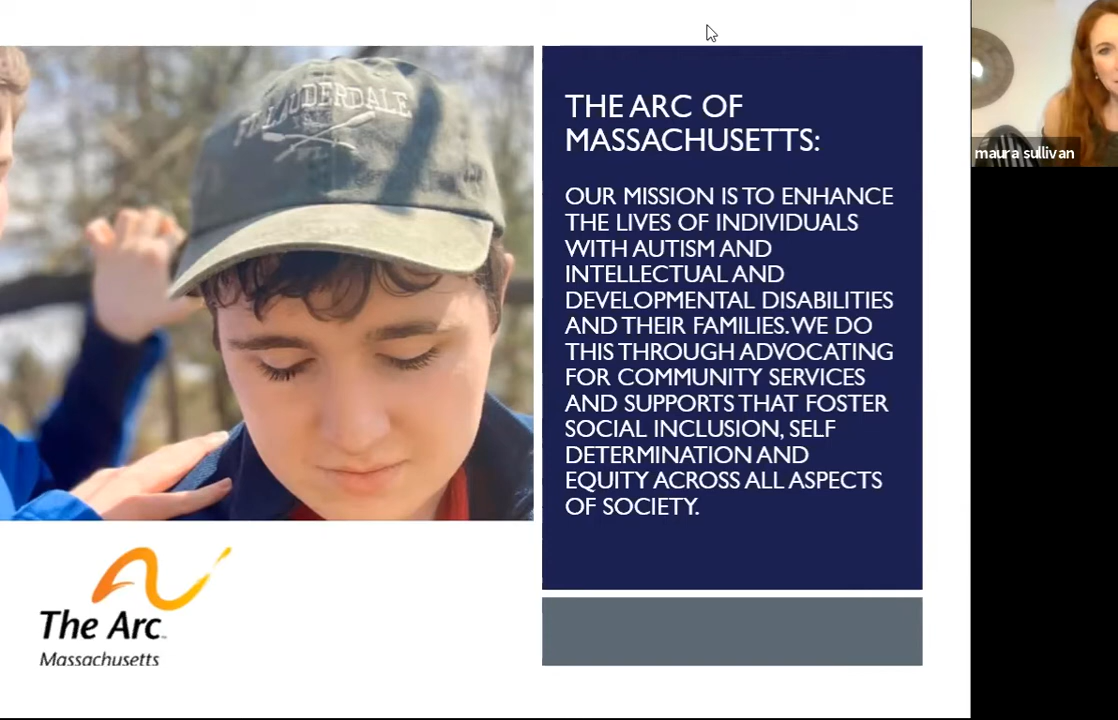 LAUDERDALE
THE ARC OF
MASSACHUSETTS:
OUR MISSION IS TO ENHANCE
THE LIVES OF INDIVIDUALS
WITH AUTISM AND
INTELLECTUAL AND
DEVELOPMENTAL DISABILITIES
AND THEIR FAMILIES. WE DO
THIS THROUGH ADVOCATING
FOR COMMUNITY SERVICES
AND SUPPORTS THAT FOSTER
SOCIAL INCLUSION, SELF
DETERMINATION AND
EQUITY ACROSS ALL ASPECTS
OF SOCIETY.
The Arc
Massachusetts
maura sullivan